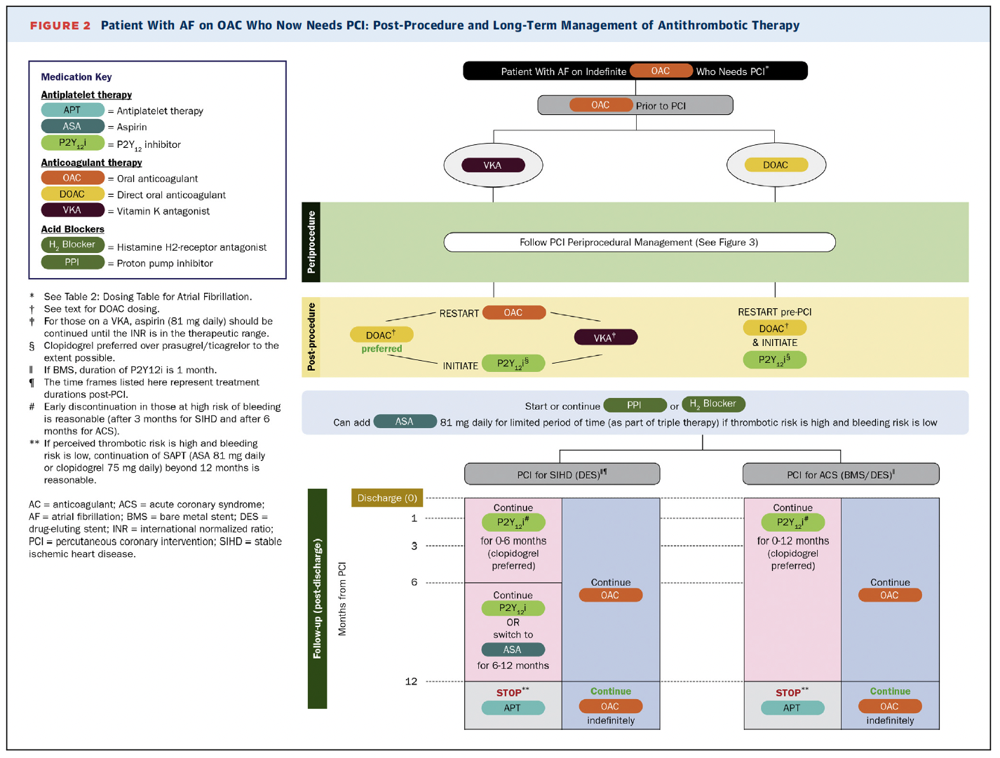 FIGURE 2 Patient With AF on OAC Who Now Needs PCI: Post-Procedure and Long-Term Management of Antithrombotic Therapy
Medication Key
Antiplatelet therapy
APT = Antiplatelet therapy
ASA = Aspirin
P2Y12i = P2Y12 inhibitor
Anticoagulant therapy
OAC = Oral anticoagulant
DOAC = Direct oral anticoagulant
VKA = Vitamin K antagonist
Acid Blockers
H2 Blocker = Histamine H2-receptor antagonist
PPI = Proton pump inhibitor
* See Table 2: Dosing Table for Atrial Fibrillation.
† See text for DOAC dosing.
‡ For those on a VKA, aspirin (81 mg daily) should be
continued until the INR is in the therapeutic range.
§ Clopidogrel preferred over prasugrel/ticagrelor to the
extent possible.
‖ If BMS, duration of P2Y12i is 1 month.
¶ The time frames listed here represent treatment
durations post-PCI.
# Early discontinuation in those at high risk of bleeding
is reasonable (after 3 months for SIHD and after 6
months for ACS).
** If perceived thrombotic risk is high and bleeding
risk is low, continuation of SAPT (ASA 81 mg daily
or clopidogrel 75 mg daily) beyond 12 months is
reasonable.
AC = anticoagulant; ACS = acute coronary syndrome;
AF = atrial fibrillation; BMS = bare metal stent; DES =
drug-eluting stent; INR = international normalized ratio;
PCI = percutaneous coronary intervention; SIHD = stable
ischemic heart disease.
Patient With AF on Indefinite OAC Who Needs PCI*
OAC Prior to PCI
VKA
DOAC
Periprocedure
Follow PCI Periprocedural Management (See Figure 3)
Post-procedure
RESTART OAC
DOAC†
preferred
VKA‡
INITIATE P2Y12i§
RESTART pre-PCI
DOAC†
& INITIATE
P2Y12i§
Start or continue PPI or H2 Blocker
Can add ASA 81 mg daily for limited period of time (as part of triple therapy) if thrombotic risk is high and bleeding risk is low
PCI for SIHD (DES)‖¶
PCI for ACS (BMS/DES)‖
Follow-up (post-discharge)
Months from PCI
Discharge (0)
1
3
6
12
Continue
P2Y12i#
for 0-6 months
(clopidogrel
preferred)
Continue
P2Y12i
OR
switch to
ASA
for 6-12 months
STOP**
APT
Continue
OAC
Continue
OAC
indefinitely
Continue
P2Y12i#
for 0-12 months
(clopidogrel
preferred)
STOP**
APT
Continue
OAC
Continue
OAC
indefinitely